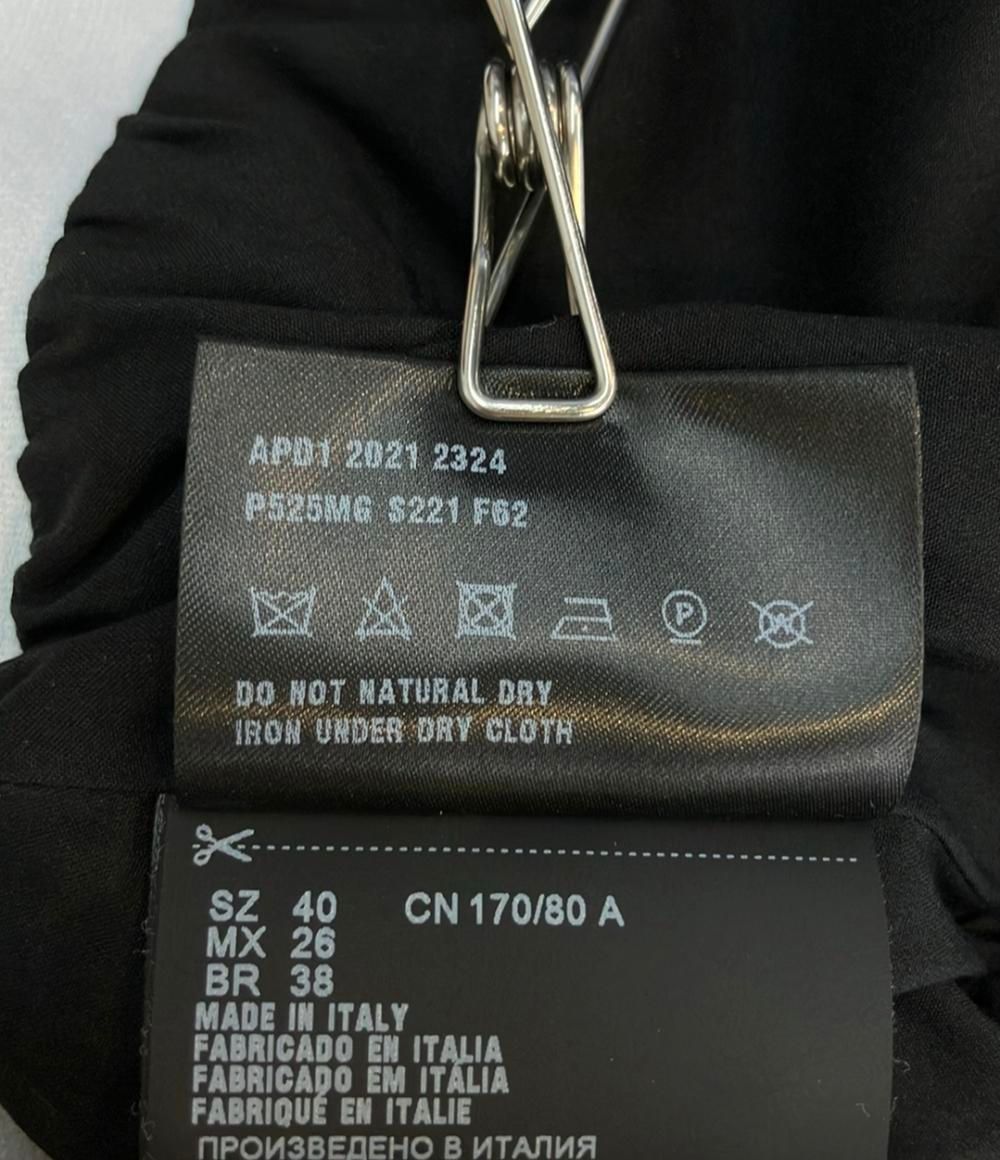 APD1 2021 2324
P525MG S221 F62
P W
DO NOT NATURAL DRY
IRON UNDER DRY CLOTH
SZ 40 CN 170/80 A
MX 26
BR 38
MADE IN ITALY
FABRICADO EN ITALIA
FABRICADO EM ITÁLIA
FABRIQUÉ EN ITALIE
ПРОИЗВЕДЕНО В ИТАЛИЯ